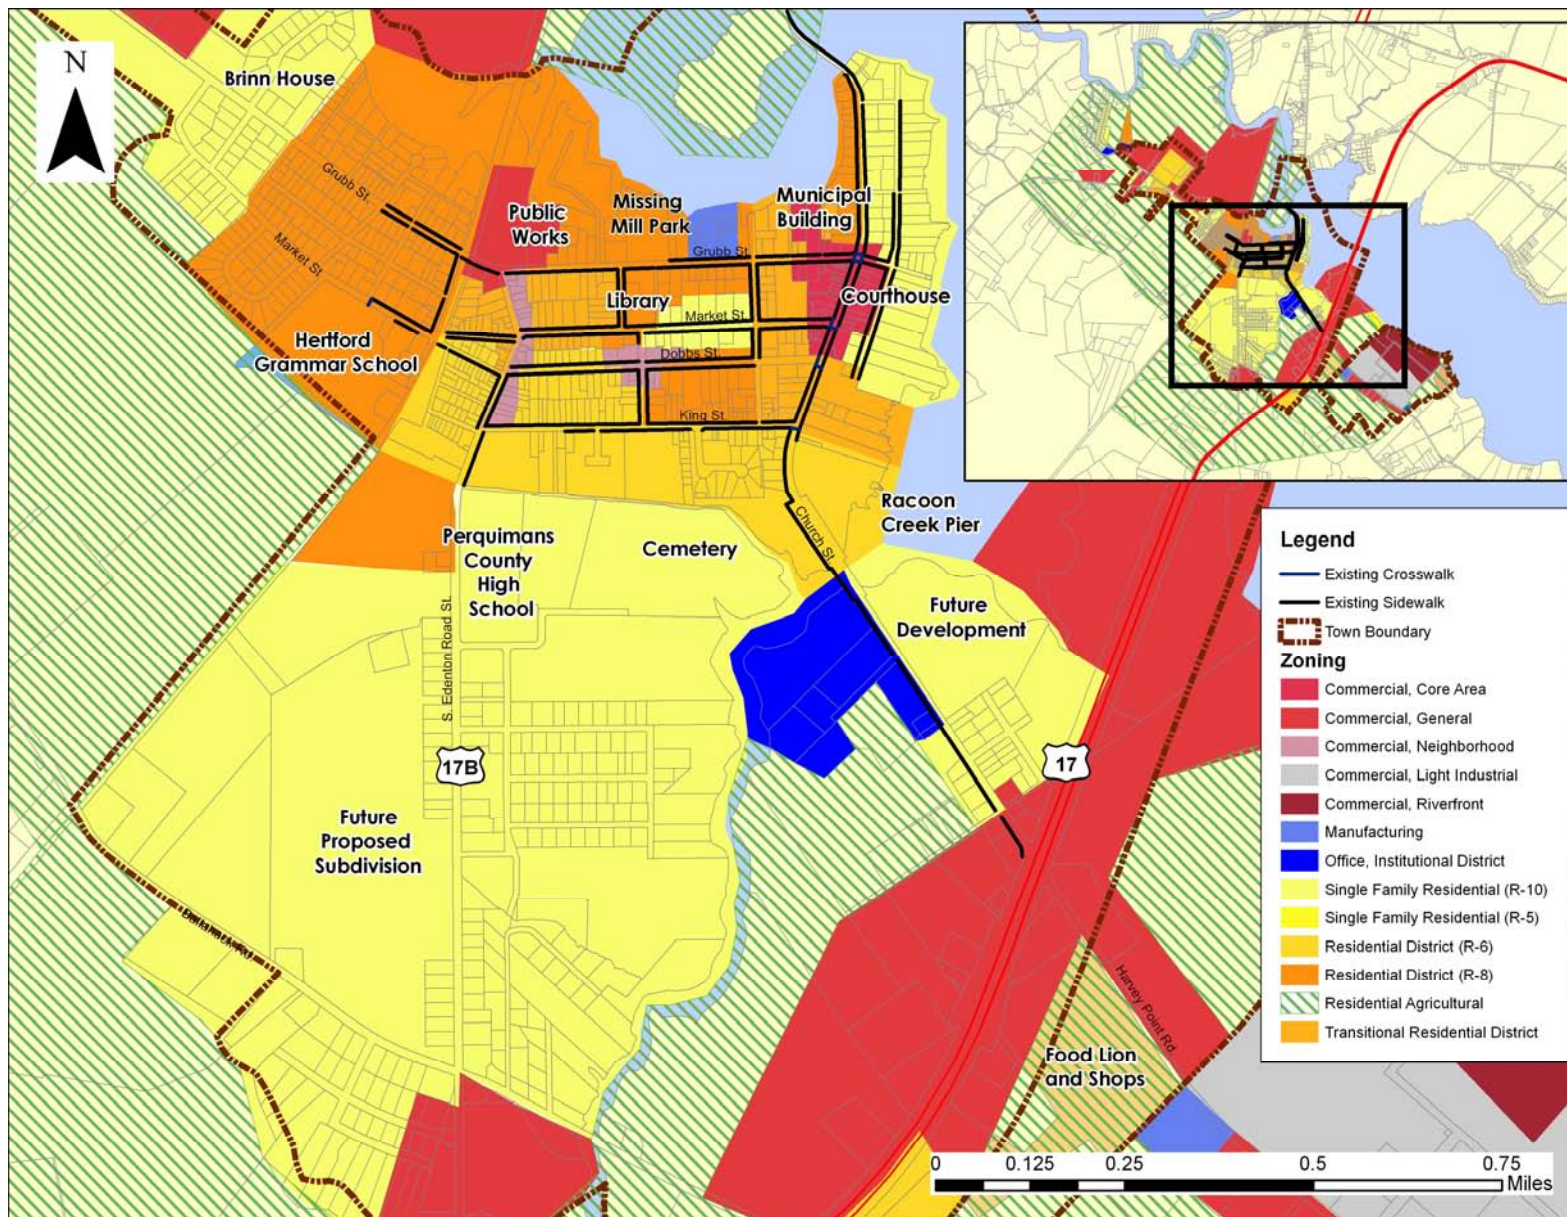 N
Brinn House
Grubb St.
Market St.
Public
Works
Missing
Mill Park
Municipal
Building
Grubb St.
Library
Courthouse
Market St.
Hertford
Grammar School
Dobbs St.
King St.
Racoon
Creek Pier
Church St.
Perquimans
County
High
School
Cemetery
Future
Development
S. Edenton Road St.
17B
17
Future
Proposed
Subdivision
Harvey Point Rd.
Food Lion
and Shops
Legend
Existing Crosswalk
Existing Sidewalk
Town Boundary
Zoning
Commercial, Core Area
Commercial, General
Commercial, Neighborhood
Commercial, Light Industrial
Commercial, Riverfront
Manufacturing
Office, Institutional District
Single Family Residential (R-10)
Single Family Residential (R-5)
Residential District (R-6)
Residential District (R-8)
Residential Agricultural
Transitional Residential District
0 0.125 0.25 0.5 0.75
Miles